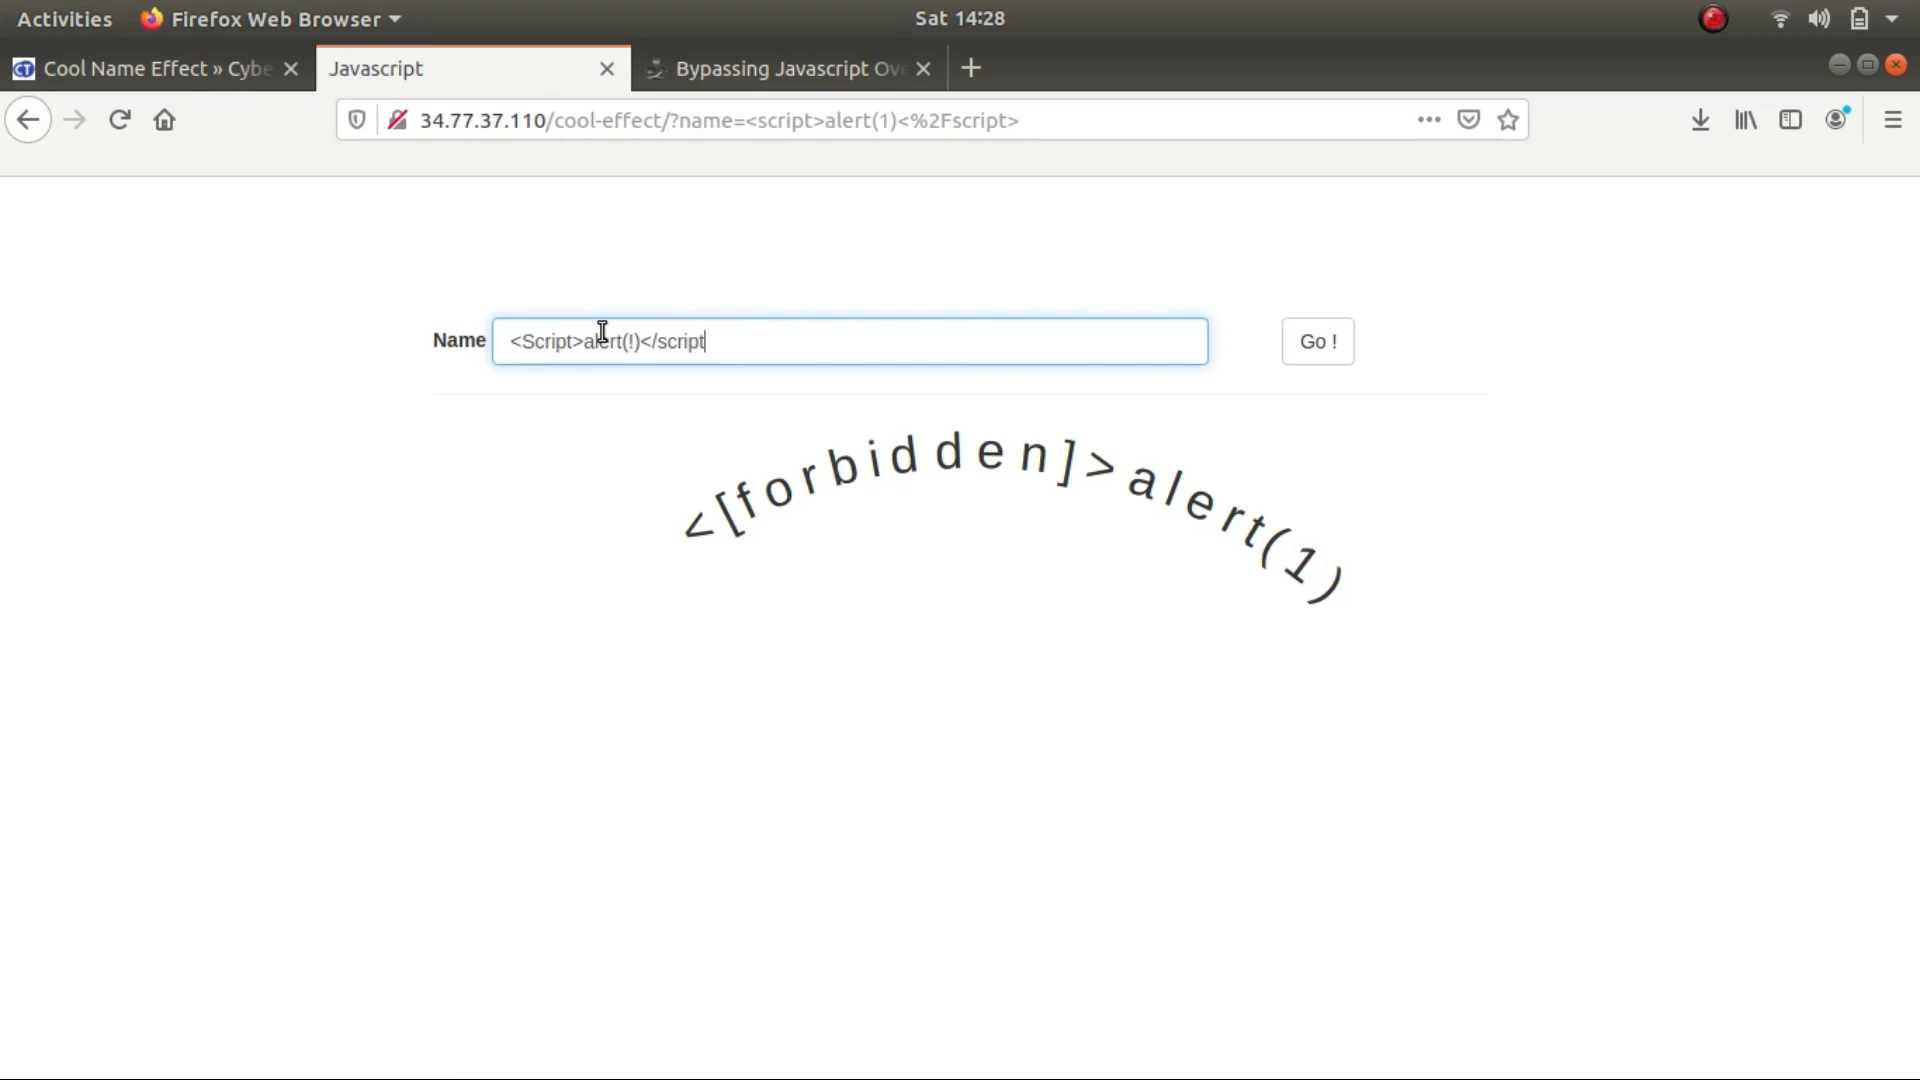 Activities Firefox Web Browser Sat 14:28
Cool Name Effect » Cybe Javascript Bypassing Javascript Ove
34.77.37.110/cool-effect/?name=<script>alert(1)<%2Fscript>
Name <Script>alert(!)</script Go !
<[forbidden]>alert(1)